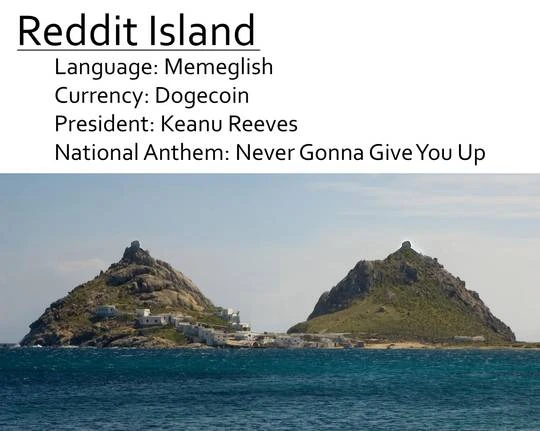 Reddit Island
Language: Memeglish
Currency: Dogecoin
President: Keanu Reeves
National Anthem: Never Gonna Give You Up